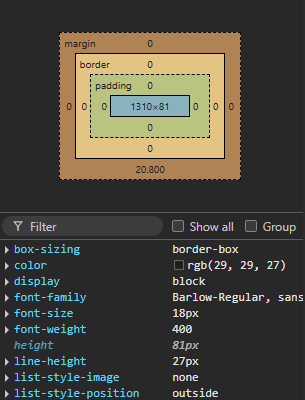 margin 0
border 0
padding 0
0 0 0 1310×81 0 0 0
0
0
20.800
Filter Show all Group
box-sizing border-box
color rgb(29, 29, 27)
display block
font-family Barlow-Regular, sans
font-size 18px
font-weight 400
height 81px
line-height 27px
list-style-image none
list-style-position outside